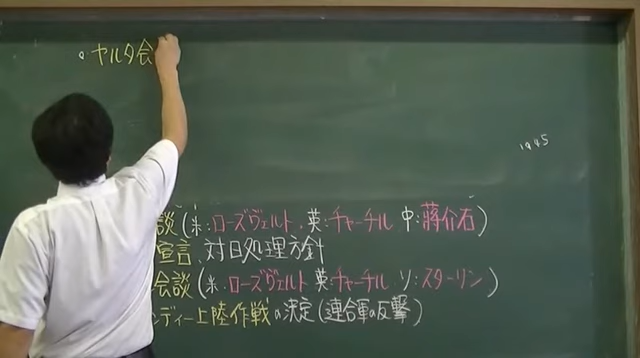 。ヤルタ会
1945
談(米:ローズヴェルト、英:チャーチル 中:蔣介石)
宣言、対日処理方針
会談(米:ローズヴェルト 英:チャーチル ソ:スターリン)
ンディー上陸作戦の決定(連合軍の反撃)